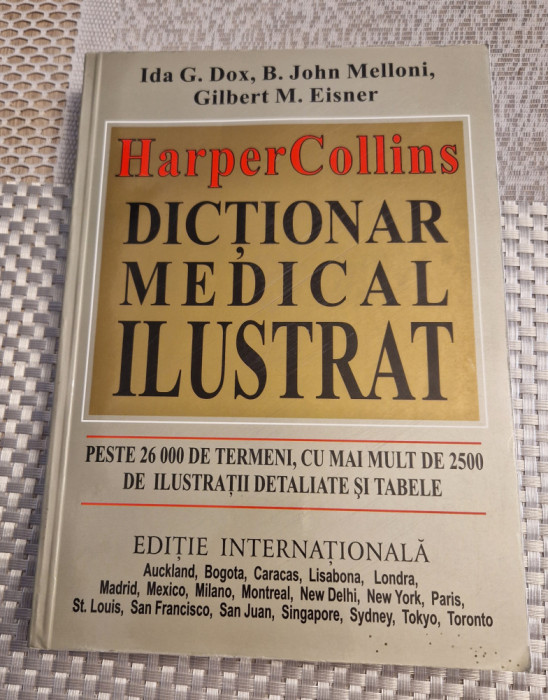 Ida G. Dox, B. John Melloni,
Gilbert M. Eisner
HarperCollins
DICȚIONAR
MEDICAL
ILUSTRAT
PESTE 26 000 DE TERMENI, CU MAI MULT DE 2500
DE ILUSTRAȚII DETALIATE ȘI TABELE
EDIȚIE INTERNAȚIONALĂ
Auckland, Bogota, Caracas, Lisabona, Londra,
Madrid, Mexico, Milano, Montreal, New Delhi, New York, Paris,
St. Louis, San Francisco, San Juan, Singapore, Sydney, Tokyo, Toronto